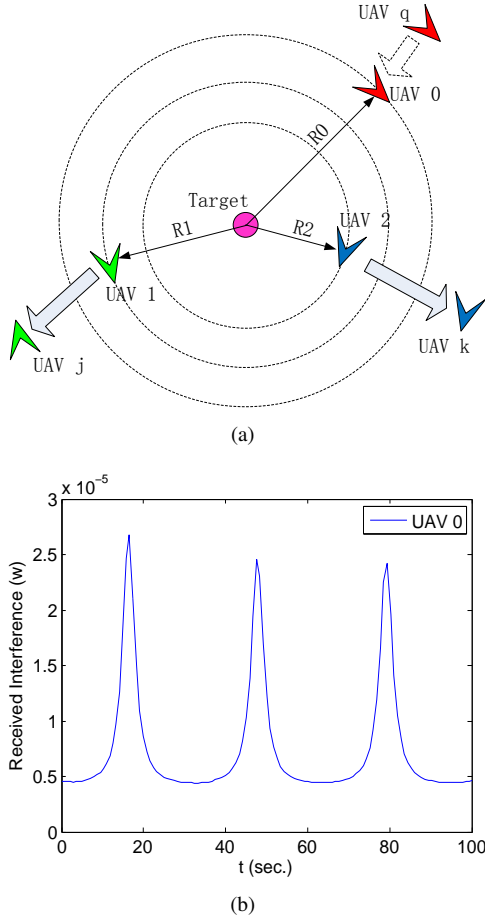 UAV q
UAV 0
R0
Target
UAV 2
R1
R2
UAV 1
UAV j
UAV k
(a)
x 10^-5
3
UAV 0
2.5
2
1.5
1
0.5
0
Received Interference (w)
0 20 40 60 80 100
t (sec.)
(b)